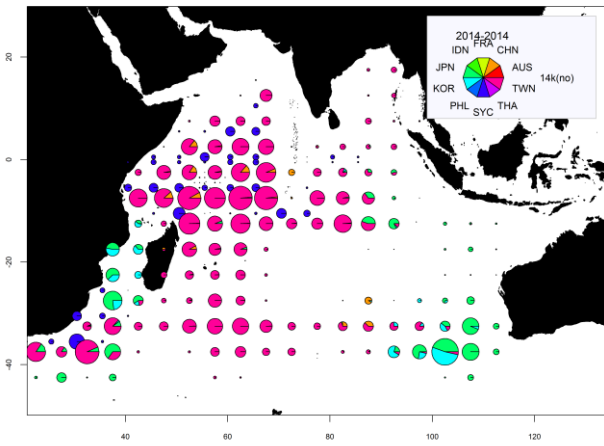 2014-2014
FRA
IDN CHN
JPN AUS
14k(no)
KOR TWN
PHL THA
SYC
20
0
-20
-40
20 40 60 80 100 120